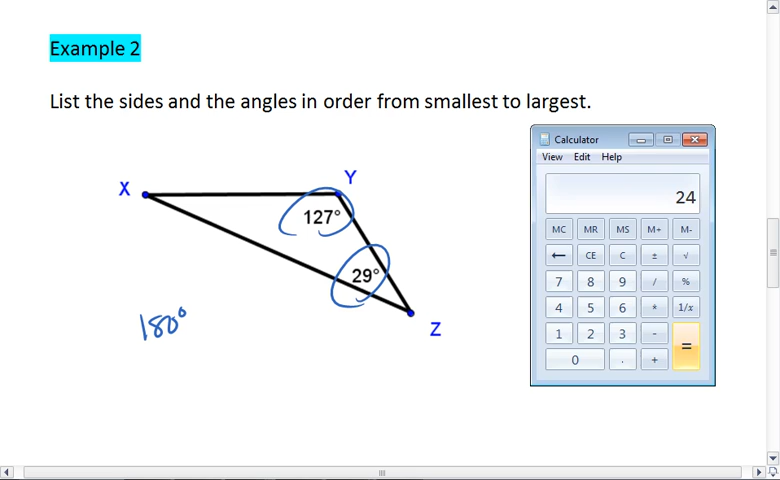 Example 2
List the sides and the angles in order from smallest to largest.
X
Y
127°
29°
Z
180°
Calculator
View Edit Help
24
MC MR MS M+ M-
← CE C ± √
7 8 9 / %
4 5 6 * 1/x
1 2 3 - =
0 . +